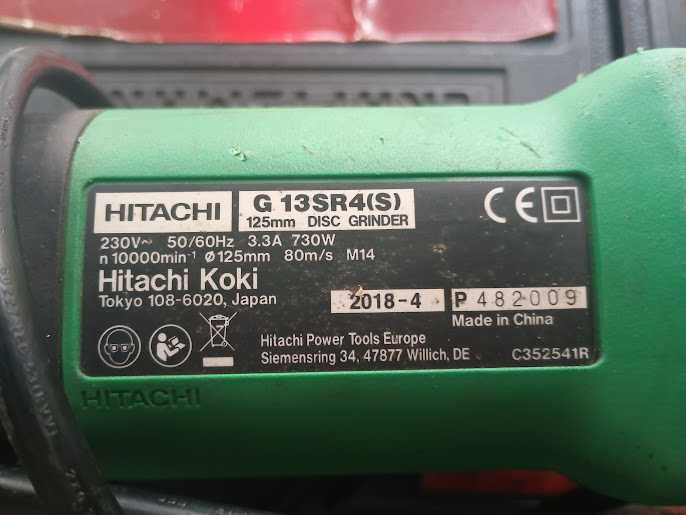 HITACHI
G 13SR4(S)
125mm DISC GRINDER
230V~ 50/60Hz 3.3A 730W
n 10000min⁻¹ ø125mm 80m/s M14
Hitachi Koki
Tokyo 108-6020, Japan
2018-4 P 482009
Made in China
Hitachi Power Tools Europe
Siemensring 34, 47877 Willich, DE
C352541R
CE
HITACHI